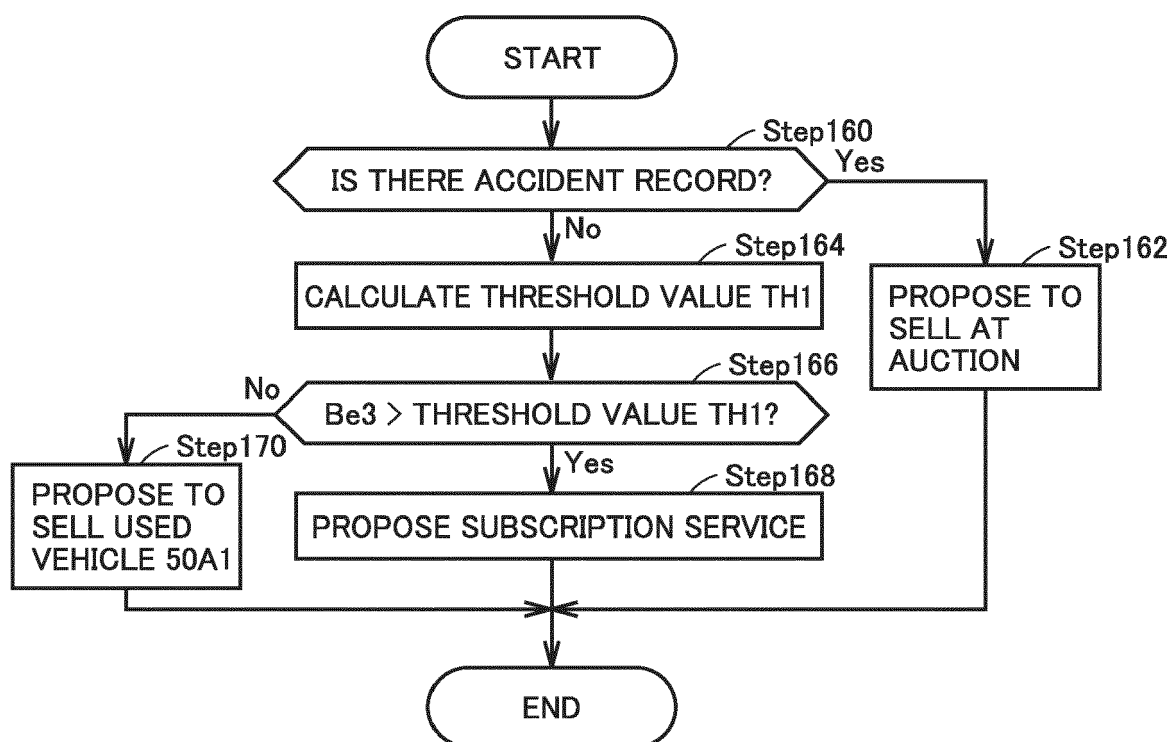 START
Step160
IS THERE ACCIDENT RECORD?
Yes
No
Step164
CALCULATE THRESHOLD VALUE TH1
Step162
PROPOSE TO
SELL AT
AUCTION
Step166
No
Be3 > THRESHOLD VALUE TH1?
Step170
PROPOSE TO
SELL USED
VEHICLE 50A1
Yes
Step168
PROPOSE SUBSCRIPTION SERVICE
END